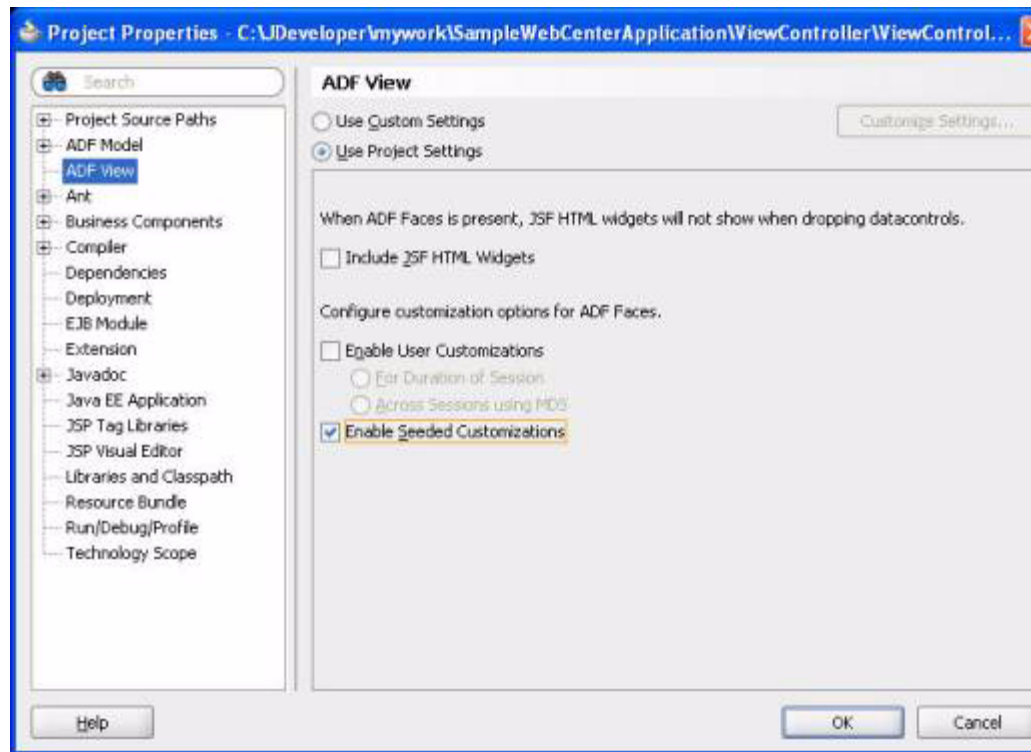 Project Properties - C:\JDeveloper\mywork\SampleWebCenterApplication\ViewController\ViewControl...
Search
Project Source Paths
ADF Model
ADF View
Ant
Business Components
Compiler
Dependencies
Deployment
EJB Module
Extension
Javadoc
Java EE Application
JSP Tag Libraries
JSP Visual Editor
Libraries and Classpath
Resource Bundle
Run/Debug/Profile
Technology Scope
ADF View
Use Custom Settings
Customize Settings...
Use Project Settings
When ADF Faces is present, JSF HTML widgets will not show when dropping datacontrols.
Include JSF HTML Widgets
Configure customization options for ADF Faces.
Enable User Customizations
For Duration of Session
Across Sessions using MDS
Enable Seeded Customizations
Help
OK
Cancel